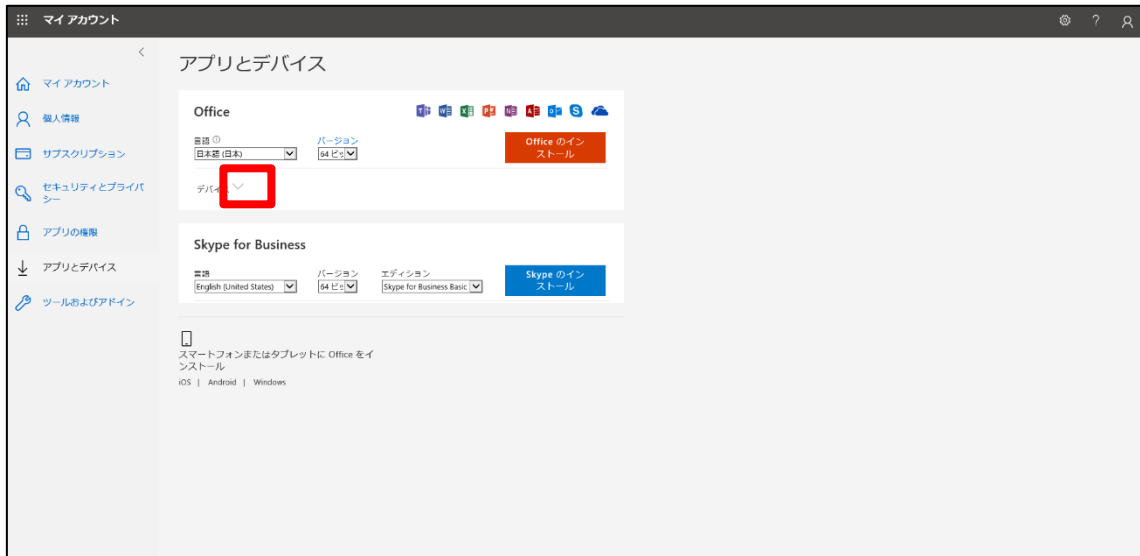 マイ アカウント
アプリとデバイス
マイ アカウント
個人情報
サブスクリプション
セキュリティとプライバ
シー
アプリの権限
アプリとデバイス
ツールおよびアドイン
Office
言語
バージョン
日本語 (日本)
64 ビッ
Office のイン
ストール
Skype for Business
言語
バージョン
エディション
English (United States)
64 ビッ
Skype for Business Basic
Skype のイン
ストール
スマートフォンまたはタブレットに Office をイ
ンストール
iOS | Android | Windows